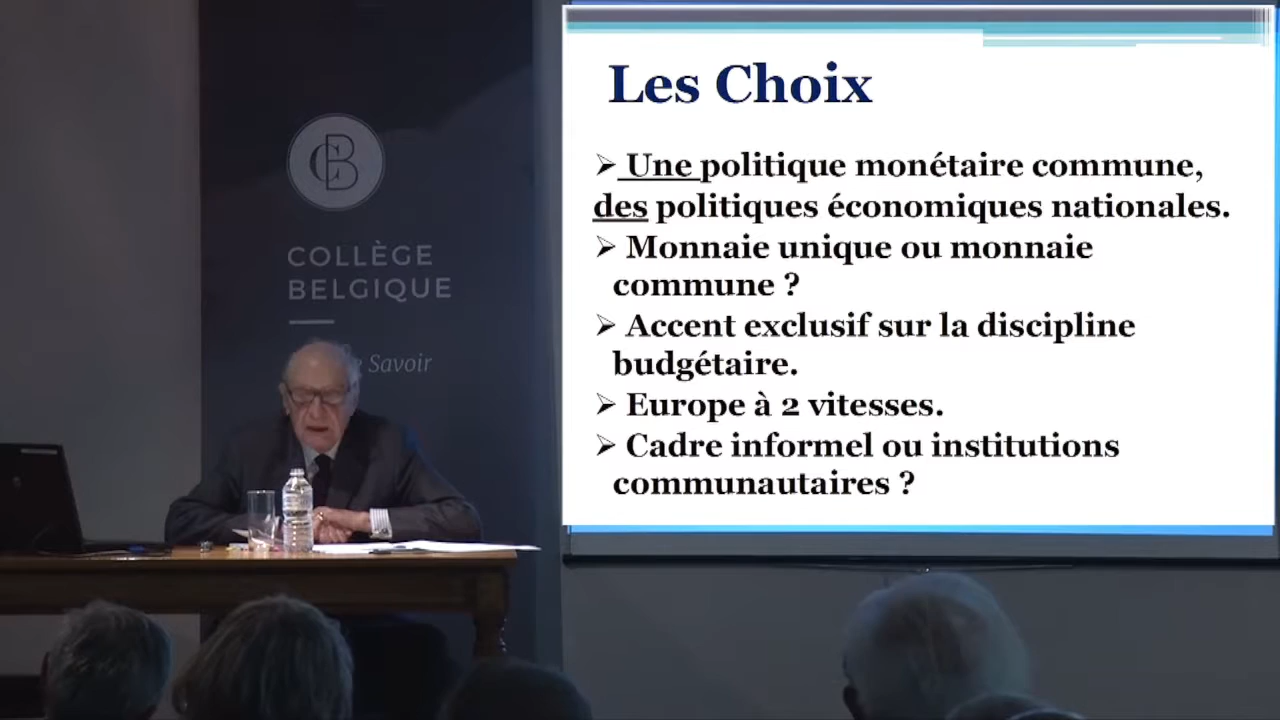 CB
COLLÈGE
BELGIQUE
Savoir
Les Choix
➢ Une politique monétaire commune,
des politiques économiques nationales.
➢ Monnaie unique ou monnaie
commune ?
➢ Accent exclusif sur la discipline
budgétaire.
➢ Europe à 2 vitesses.
➢ Cadre informel ou institutions
communautaires ?